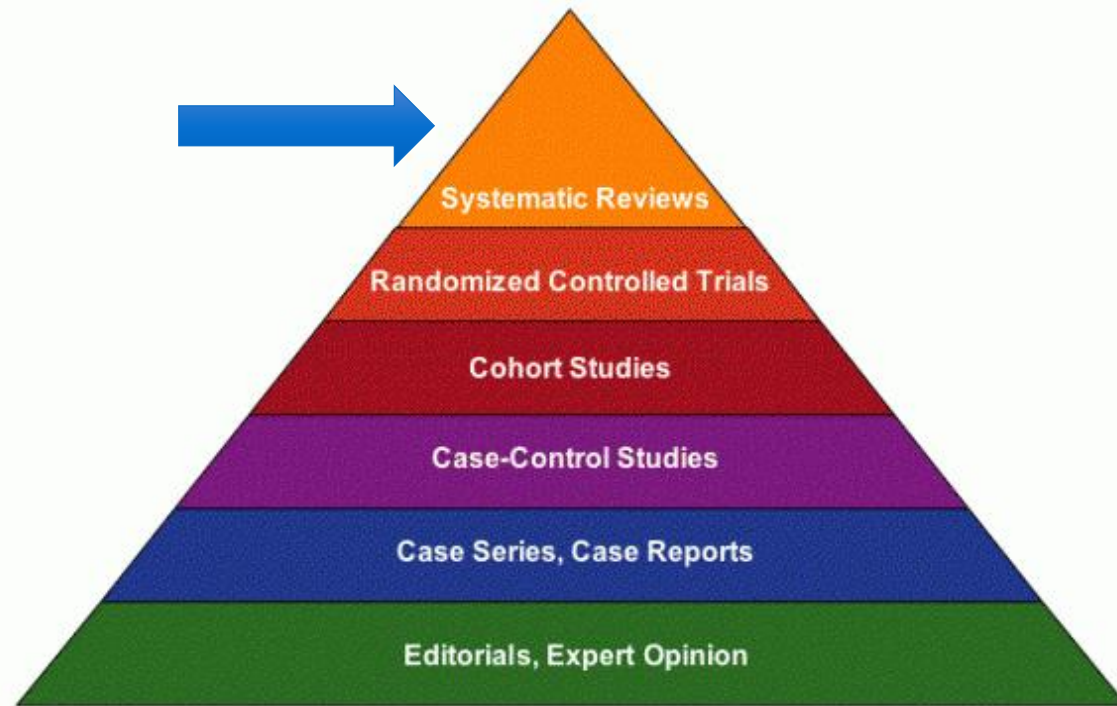 Systematic Reviews
Randomized Controlled Trials
Cohort Studies
Case-Control Studies
Case Series, Case Reports
Editorials, Expert Opinion